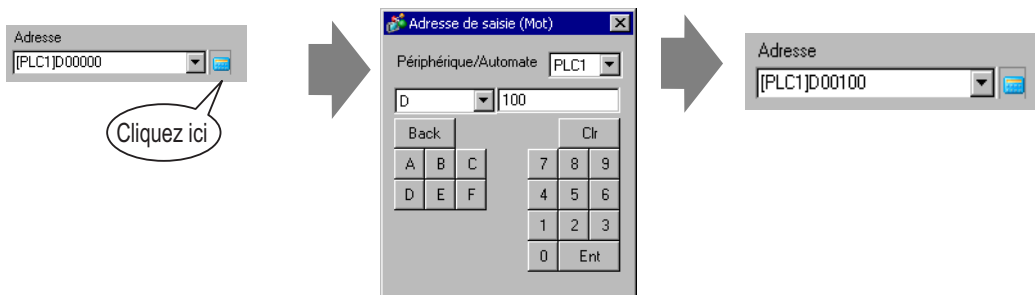 Adresse
[PLC1]D00000
Cliquez ici
Adresse de saisie (Mot)
Périphérique/Automate PLC1
D 100
Back Clr
A B C 7 8 9
D E F 4 5 6
1 2 3
0 Ent
Adresse
[PLC1]D00100